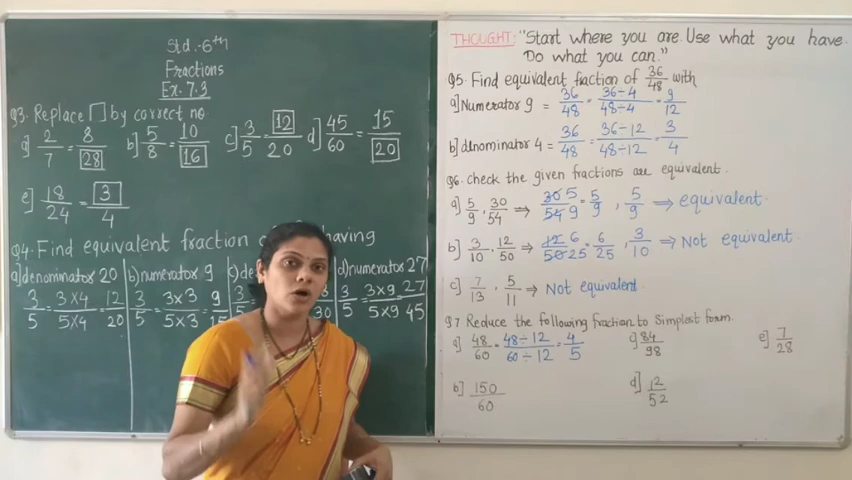 Std.-6th
Fractions
Ex.7.3
Q3. Replace □ by correct no
a] 2/7 = 8/28 b] 5/8 = 10/16 c] 3/5 = 12/20 d] 45/60 = 15/20
e] 18/24 = 3/4
Q4. Find equivalent fraction having
a) denominator 20 b) numerator 9 c) de d) numerator 27
3/5 = 3×4/5×4 = 12/20 3/5 = 3×3/5×3 = 9/15 3/5 /30 3/5 = 3×9/5×9 = 27/45
THOUGHT: "Start where you are. Use what you have.
Do what you can."
Q5. Find equivalent fraction of 36/48 with
a] Numerator 9 = 36/48 = 36÷4/48÷4 = 9/12
b] denominator 4 = 36/48 = 36÷12/48÷12 = 3/4
Q6. check the given fractions are equivalent.
a) 5/9, 30/54 ⇒ 30 5/54 9 = 5/9, 5/9 ⇒ equivalent
b] 3/10, 12/50 ⇒ 12 6/50 25 = 6/25, 3/10 ⇒ Not equivalent
c] 7/13, 5/11 ⇒ Not equivalent
Q7 Reduce the following fraction to Simplest form.
a] 48/60 = 48÷12/60÷12 = 4/5 c] 84/98 e] 7/28
b] 150/60 d] 12/52